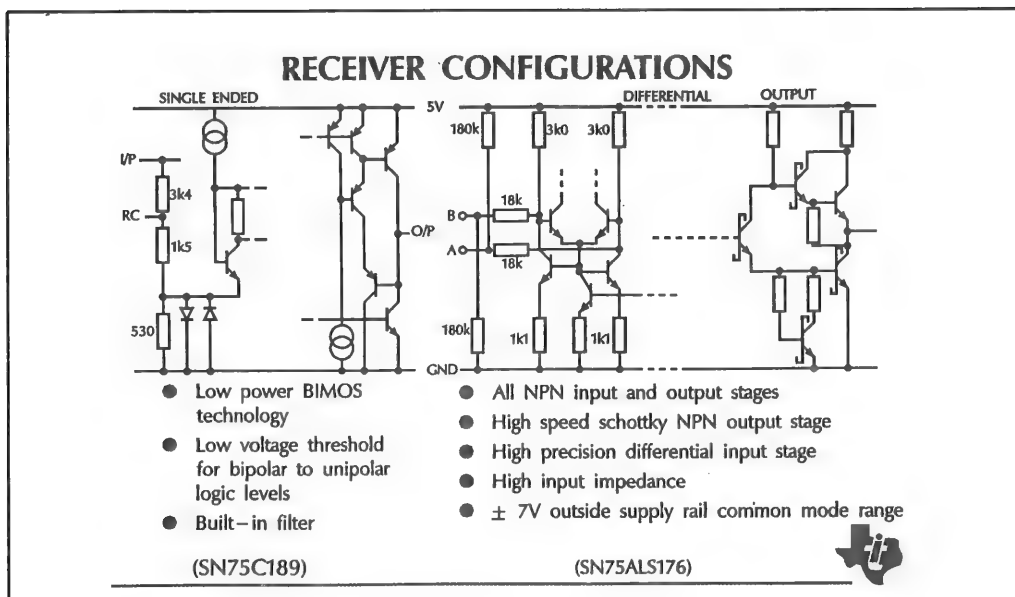 RECEIVER CONFIGURATIONS
SINGLE ENDED
5V
DIFFERENTIAL
OUTPUT
180k
3k0
3k0
I/P
3k4
RC
1k5
530
O/P
B
18k
A
18k
180k
1k1
1k1
GND
● Low power BIMOS
technology
● Low voltage threshold
for bipolar to unipolar
logic levels
● Built-in filter
(SN75C189)
● All NPN input and output stages
● High speed schottky NPN output stage
● High precision differential input stage
● High input impedance
● ± 7V outside supply rail common mode range
(SN75ALS176)